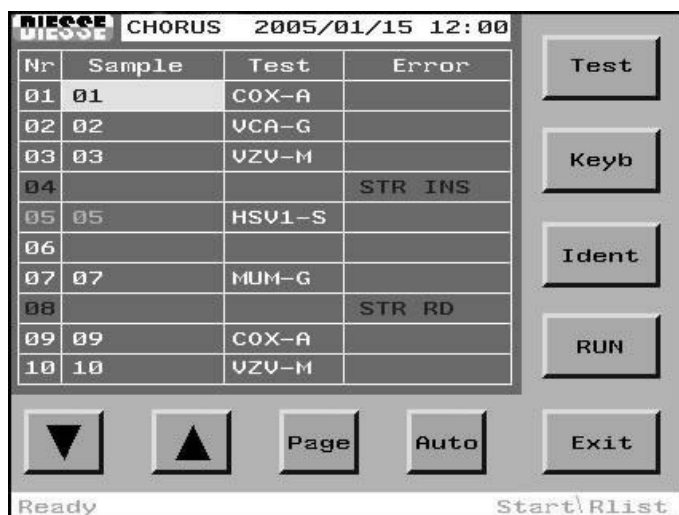 DIESSE CHORUS 2005/01/15 12:00
Nr Sample Test Error
01 01 COX-A
02 02 VCA-G
03 03 VZV-M
04 STR INS
05 05 HSV1-S
06
07 07 MUM-G
08 STR RD
09 09 COX-A
10 10 VZV-M
Test
Keyb
Ident
RUN
Page Auto Exit
Ready Start\Rlist